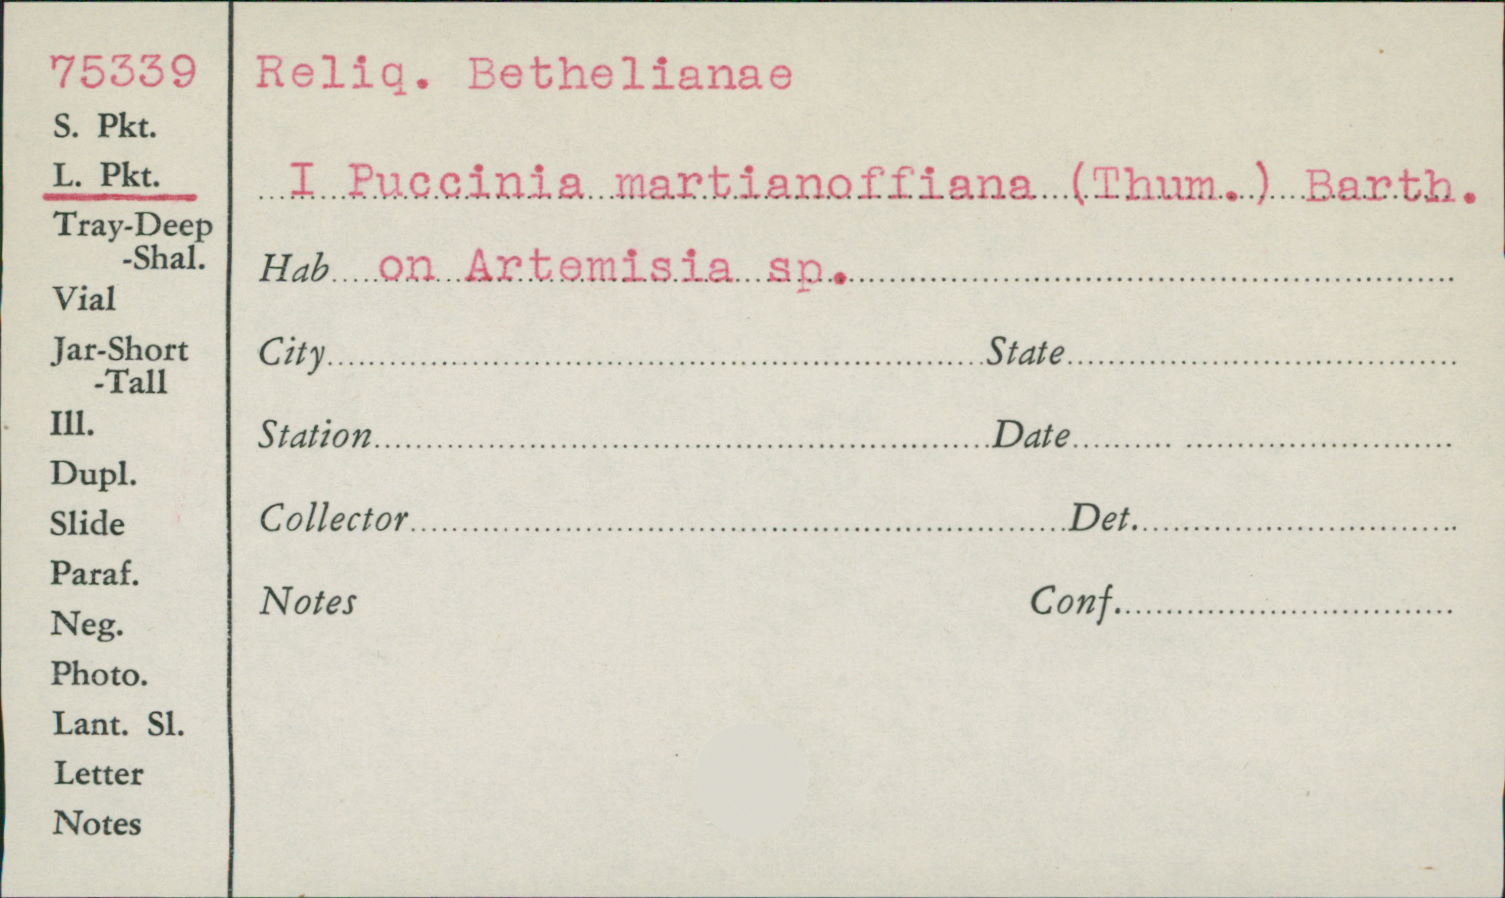 75339
S. Pkt.
L. Pkt.
Tray-Deep
-Shal.
Vial
Jar-Short
-Tall
Ill.
Dupl.
Slide
Paraf.
Neg.
Photo.
Lant. Sl.
Letter
Notes
Reliq. Bethelianae
I Puccinia martianoffiana (Thum.) Barth.
Hab on Artemisia sp.
City State
Station Date
Collector Det.
Notes Conf.